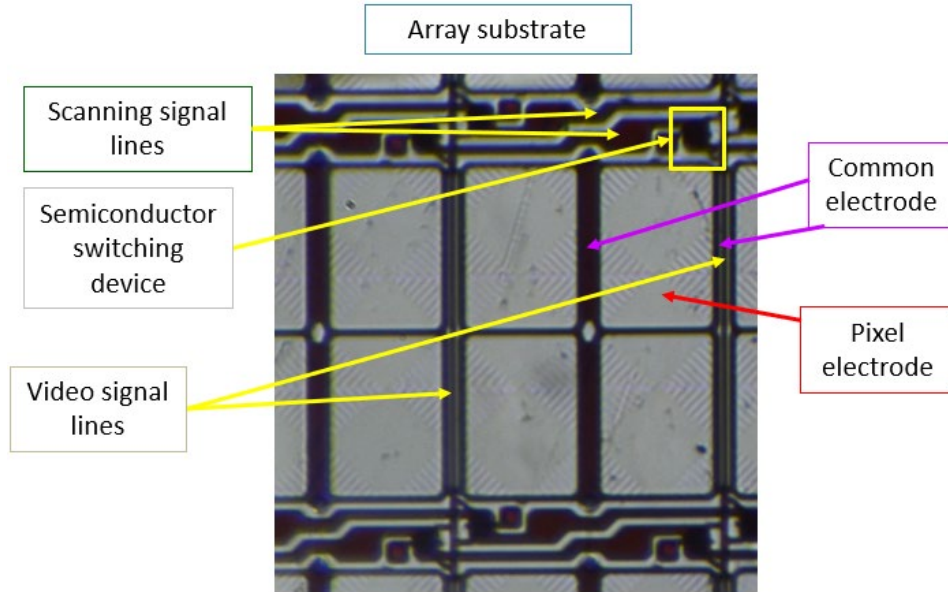 Array substrate
Scanning signal
lines
Common
electrode
Semiconductor
switching
device
Pixel
electrode
Video signal
lines